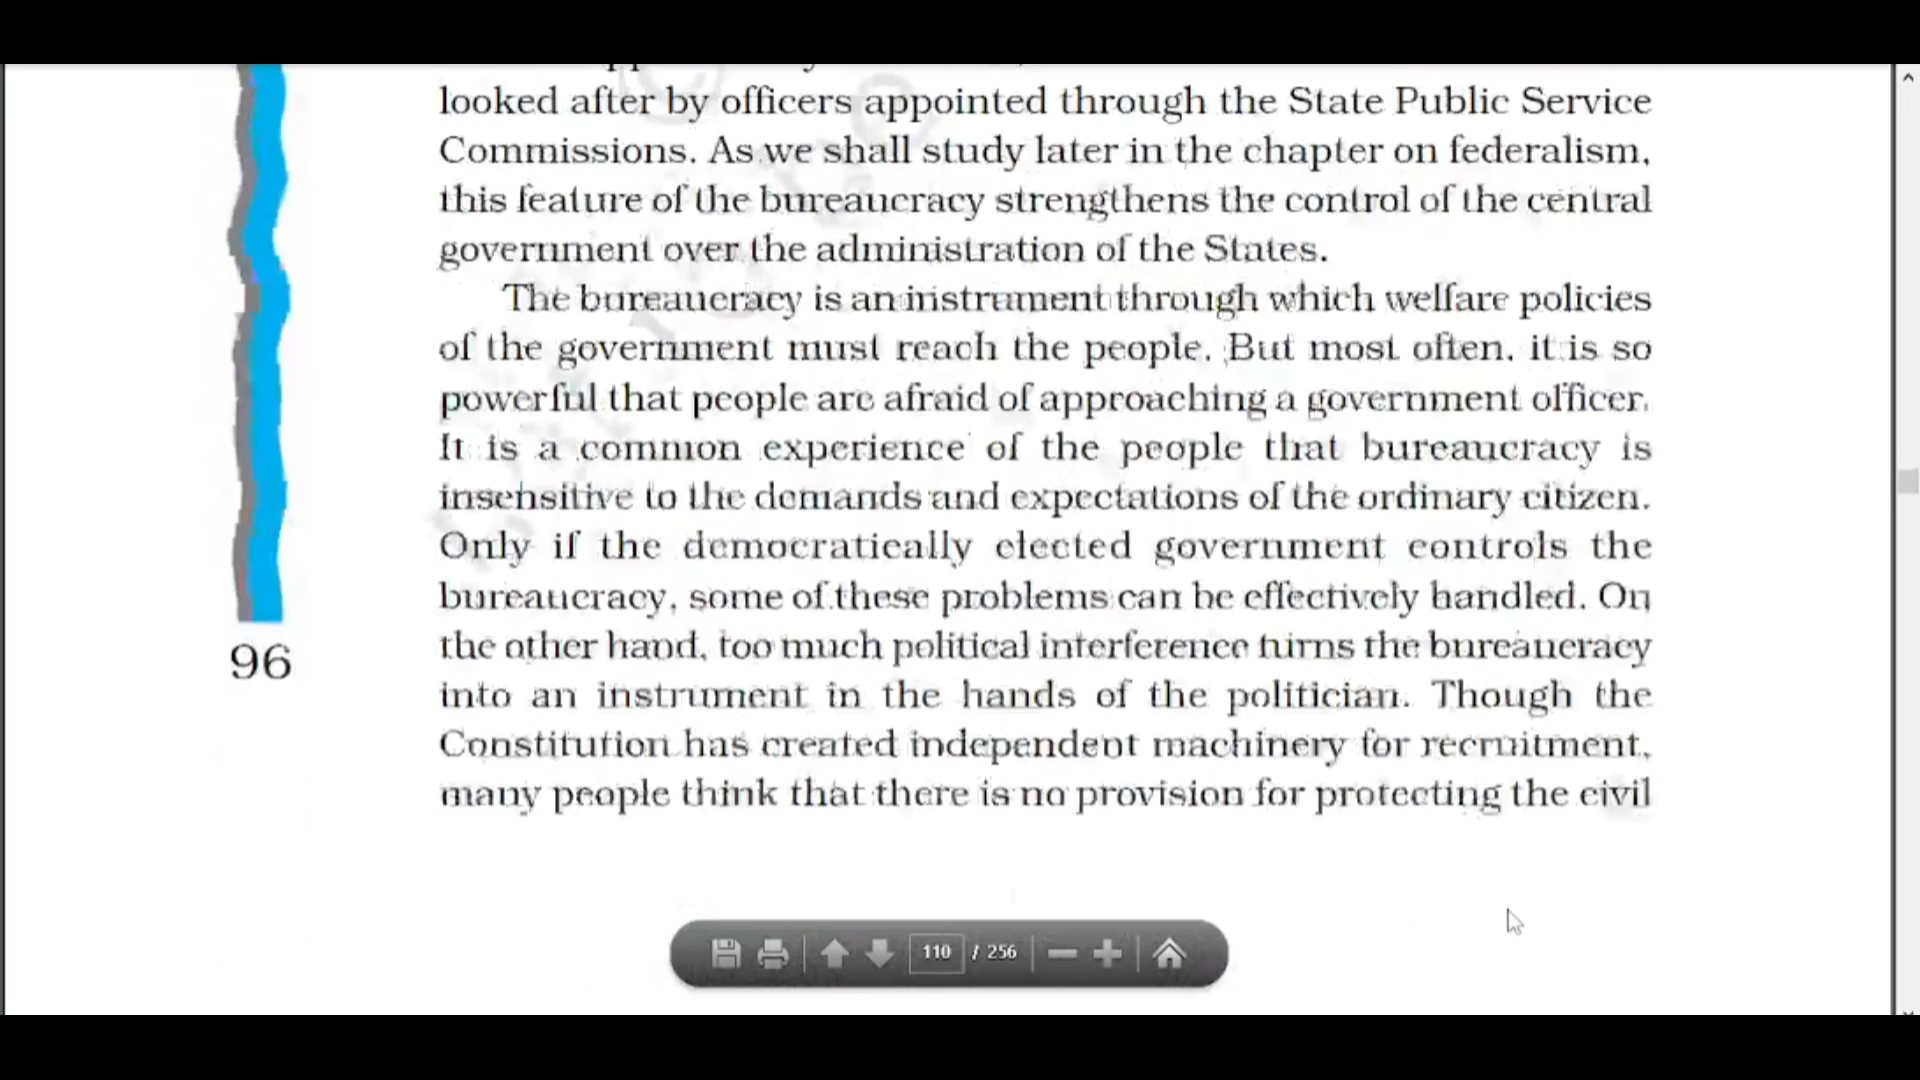 looked after by officers appointed through the State Public Service
Commissions. As we shall study later in the chapter on federalism,
this feature of the bureaucracy strengthens the control of the central
government over the administration of the States.
The bureaucracy is an instrument through which welfare policies
of the government must reach the people. But most often, it is so
powerful that people are afraid of approaching a government officer.
It is a common experience of the people that bureaucracy is
insensitive to the demands and expectations of the ordinary citizen.
Only if the democratically elected government controls the
bureaucracy, some of these problems can be effectively handled. On
the other hand, too much political interference turns the bureaucracy
into an instrument in the hands of the politician. Though the
Constitution has created independent machinery for recruitment,
many people think that there is no provision for protecting the civil
96
110 / 256